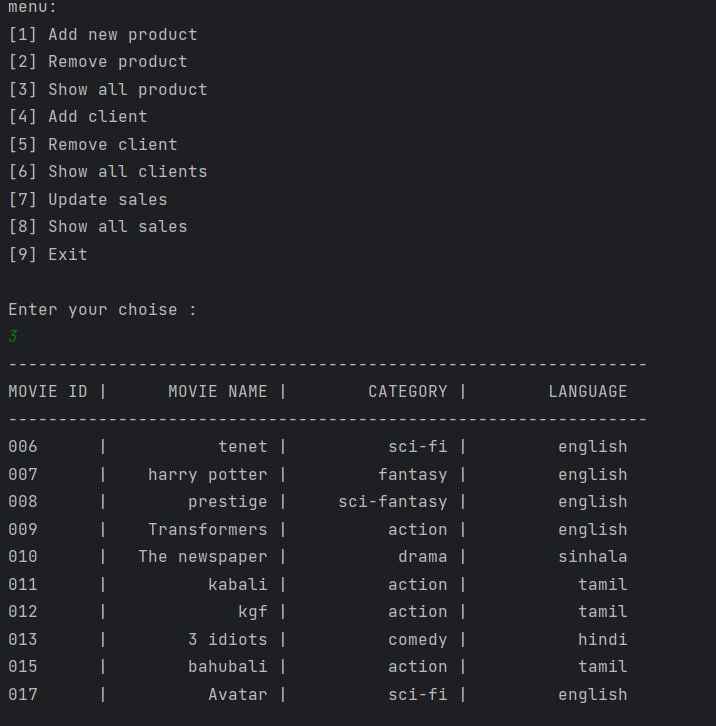 menu:
[1] Add new product
[2] Remove product
[3] Show all product
[4] Add client
[5] Remove client
[6] Show all clients
[7] Update sales
[8] Show all sales
[9] Exit
Enter your choise :
3
----------------------------------------------------------------
MOVIE ID |      MOVIE NAME |        CATEGORY |        LANGUAGE
----------------------------------------------------------------
006      |           tenet |          sci-fi |         english
007      |    harry potter |         fantasy |         english
008      |        prestige |     sci-fantasy |         english
009      |    Transformers |          action |         english
010      |   The newspaper |           drama |         sinhala
011      |          kabali |          action |           tamil
012      |             kgf |          action |           tamil
013      |        3 idiots |          comedy |           hindi
015      |        bahubali |          action |           tamil
017      |          Avatar |          sci-fi |         english